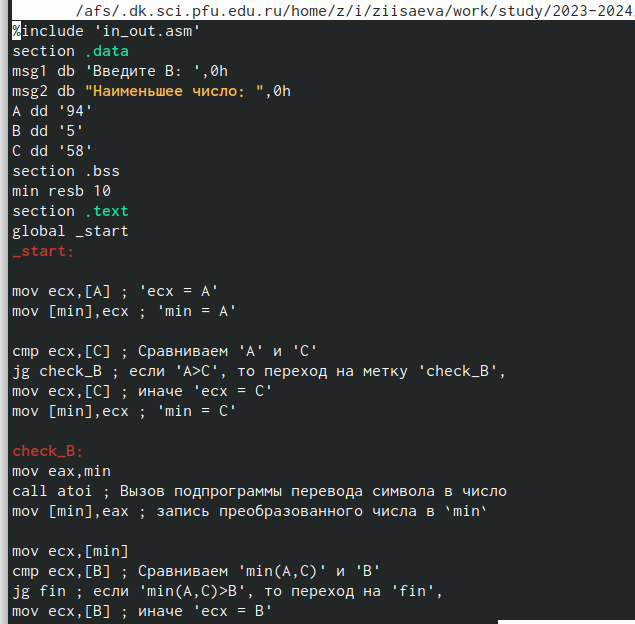 /afs/.dk.sci.pfu.edu.ru/home/z/i/ziisaeva/work/study/2023-2024
%include 'in_out.asm'
section .data
msg1 db 'Введите B: ',0h
msg2 db "Наименьшее число: ",0h
A dd '94'
B dd '5'
C dd '58'
section .bss
min resb 10
section .text
global _start
_start:
mov ecx,[A] ; 'ecx = A'
mov [min],ecx ; 'min = A'
cmp ecx,[C] ; Сравниваем 'A' и 'C'
jg check_B ; если 'A>C', то переход на метку 'check_B',
mov ecx,[C] ; иначе 'ecx = C'
mov [min],ecx ; 'min = C'
check_B:
mov eax,min
call atoi ; Вызов подпрограммы перевода символа в число
mov [min],eax ; запись преобразованного числа в `min`
mov ecx,[min]
cmp ecx,[B] ; Сравниваем 'min(A,C)' и 'B'
jg fin ; если 'min(A,C)>B', то переход на 'fin',
mov ecx,[B] ; иначе 'ecx = B'